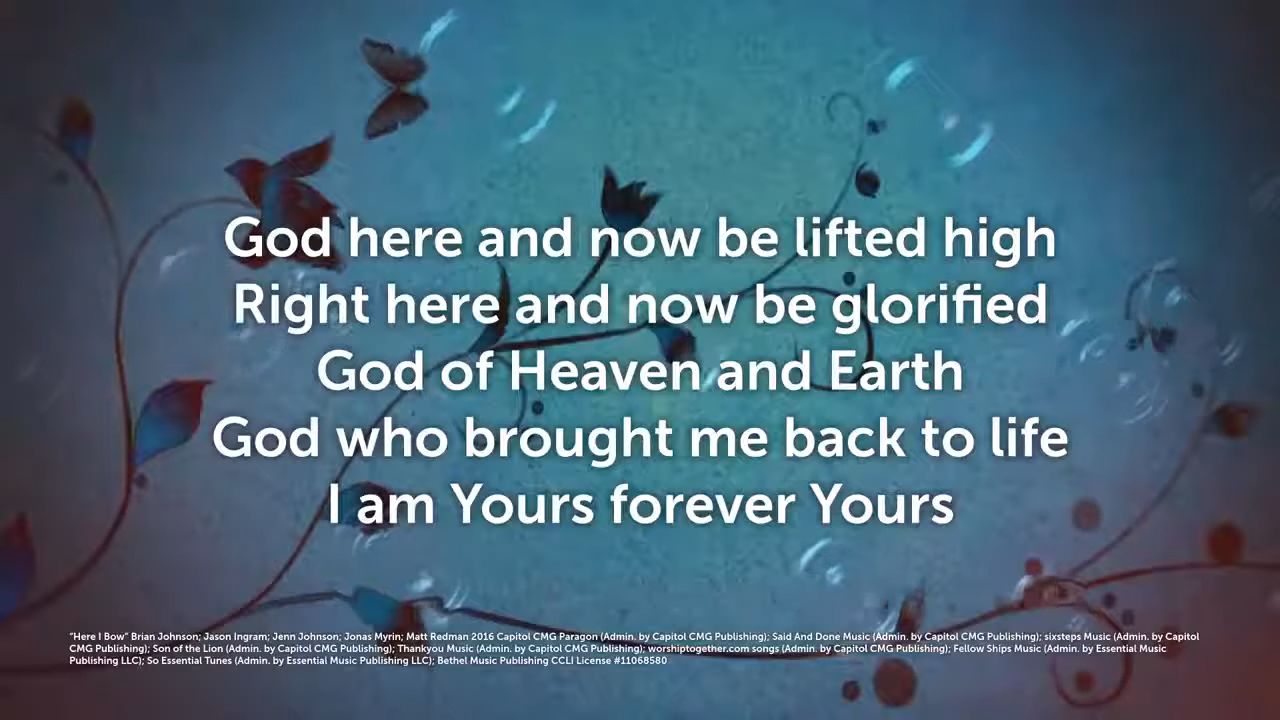 God here and now be lifted high
Right here and now be glorified
God of Heaven and Earth
God who brought me back to life
I am Yours forever Yours
"Here I Bow" Brian Johnson; Jason Ingram; Jenn Johnson; Jonas Myrin; Matt Redman 2016 Capitol CMG Paragon (Admin. by Capitol CMG Publishing); Said And Done Music (Admin. by Capitol CMG Publishing); sixsteps Music (Admin. by Capitol
CMG Publishing); Son of the Lion (Admin. by Capitol CMG Publishing); Thankyou Music (Admin. by Capitol CMG Publishing); worshiptogether.com songs (Admin. by Capitol CMG Publishing); Fellow Ships Music (Admin. by Essential Music
Publishing LLC); So Essential Tunes (Admin. by Essential Music Publishing LLC); Bethel Music Publishing CCLI License #11068580